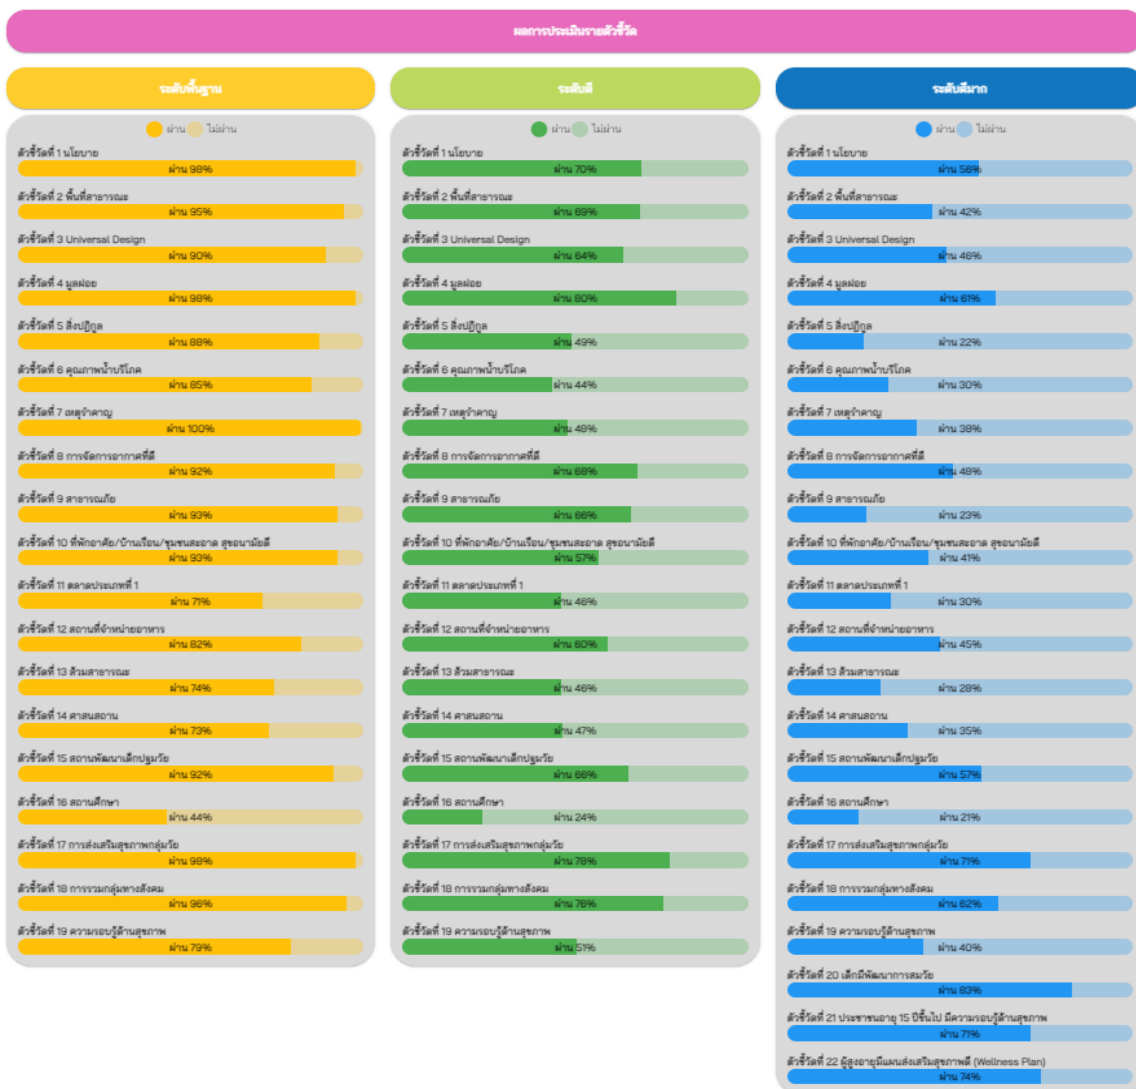 ผลการประเมินรายตัวชี้วัด
ระดับพื้นฐาน
ผ่าน ไม่ผ่าน
ตัวชี้วัดที่ 1 นโยบาย
ผ่าน 98%
ตัวชี้วัดที่ 2 พื้นที่สาธารณะ
ผ่าน 95%
ตัวชี้วัดที่ 3 Universal Design
ผ่าน 90%
ตัวชี้วัดที่ 4 มูลฝอย
ผ่าน 98%
ตัวชี้วัดที่ 5 สิ่งปฏิกูล
ผ่าน 88%
ตัวชี้วัดที่ 6 คุณภาพน้ำบริโภค
ผ่าน 85%
ตัวชี้วัดที่ 7 เหตุรำคาญ
ผ่าน 100%
ตัวชี้วัดที่ 8 การจัดการอากาศที่ดี
ผ่าน 92%
ตัวชี้วัดที่ 9 สาธารณภัย
ผ่าน 93%
ตัวชี้วัดที่ 10 ที่พักอาศัย/บ้านเรือน/ชุมชนสะอาด สุขอนามัยดี
ผ่าน 93%
ตัวชี้วัดที่ 11 ตลาดประเภทที่ 1
ผ่าน 71%
ตัวชี้วัดที่ 12 สถานที่จำหน่ายอาหาร
ผ่าน 82%
ตัวชี้วัดที่ 13 ส้วมสาธารณะ
ผ่าน 74%
ตัวชี้วัดที่ 14 ศาสนสถาน
ผ่าน 73%
ตัวชี้วัดที่ 15 สถานพัฒนาเด็กปฐมวัย
ผ่าน 92%
ตัวชี้วัดที่ 16 สถานศึกษา
ผ่าน 44%
ตัวชี้วัดที่ 17 การส่งเสริมสุขภาพกลุ่มวัย
ผ่าน 98%
ตัวชี้วัดที่ 18 การรวมกลุ่มทางสังคม
ผ่าน 96%
ตัวชี้วัดที่ 19 ความรอบรู้ด้านสุขภาพ
ผ่าน 79%
ระดับดี
ผ่าน ไม่ผ่าน
ตัวชี้วัดที่ 1 นโยบาย
ผ่าน 70%
ตัวชี้วัดที่ 2 พื้นที่สาธารณะ
ผ่าน 69%
ตัวชี้วัดที่ 3 Universal Design
ผ่าน 64%
ตัวชี้วัดที่ 4 มูลฝอย
ผ่าน 80%
ตัวชี้วัดที่ 5 สิ่งปฏิกูล
ผ่าน 49%
ตัวชี้วัดที่ 6 คุณภาพน้ำบริโภค
ผ่าน 44%
ตัวชี้วัดที่ 7 เหตุรำคาญ
ผ่าน 48%
ตัวชี้วัดที่ 8 การจัดการอากาศที่ดี
ผ่าน 68%
ตัวชี้วัดที่ 9 สาธารณภัย
ผ่าน 66%
ตัวชี้วัดที่ 10 ที่พักอาศัย/บ้านเรือน/ชุมชนสะอาด สุขอนามัยดี
ผ่าน 57%
ตัวชี้วัดที่ 11 ตลาดประเภทที่ 1
ผ่าน 46%
ตัวชี้วัดที่ 12 สถานที่จำหน่ายอาหาร
ผ่าน 60%
ตัวชี้วัดที่ 13 ส้วมสาธารณะ
ผ่าน 46%
ตัวชี้วัดที่ 14 ศาสนสถาน
ผ่าน 47%
ตัวชี้วัดที่ 15 สถานพัฒนาเด็กปฐมวัย
ผ่าน 66%
ตัวชี้วัดที่ 16 สถานศึกษา
ผ่าน 24%
ตัวชี้วัดที่ 17 การส่งเสริมสุขภาพกลุ่มวัย
ผ่าน 78%
ตัวชี้วัดที่ 18 การรวมกลุ่มทางสังคม
ผ่าน 76%
ตัวชี้วัดที่ 19 ความรอบรู้ด้านสุขภาพ
ผ่าน 51%
ระดับดีมาก
ผ่าน ไม่ผ่าน
ตัวชี้วัดที่ 1 นโยบาย
ผ่าน 56%
ตัวชี้วัดที่ 2 พื้นที่สาธารณะ
ผ่าน 42%
ตัวชี้วัดที่ 3 Universal Design
ผ่าน 46%
ตัวชี้วัดที่ 4 มูลฝอย
ผ่าน 61%
ตัวชี้วัดที่ 5 สิ่งปฏิกูล
ผ่าน 22%
ตัวชี้วัดที่ 6 คุณภาพน้ำบริโภค
ผ่าน 30%
ตัวชี้วัดที่ 7 เหตุรำคาญ
ผ่าน 38%
ตัวชี้วัดที่ 8 การจัดการอากาศที่ดี
ผ่าน 48%
ตัวชี้วัดที่ 9 สาธารณภัย
ผ่าน 23%
ตัวชี้วัดที่ 10 ที่พักอาศัย/บ้านเรือน/ชุมชนสะอาด สุขอนามัยดี
ผ่าน 41%
ตัวชี้วัดที่ 11 ตลาดประเภทที่ 1
ผ่าน 30%
ตัวชี้วัดที่ 12 สถานที่จำหน่ายอาหาร
ผ่าน 45%
ตัวชี้วัดที่ 13 ส้วมสาธารณะ
ผ่าน 28%
ตัวชี้วัดที่ 14 ศาสนสถาน
ผ่าน 35%
ตัวชี้วัดที่ 15 สถานพัฒนาเด็กปฐมวัย
ผ่าน 57%
ตัวชี้วัดที่ 16 สถานศึกษา
ผ่าน 21%
ตัวชี้วัดที่ 17 การส่งเสริมสุขภาพกลุ่มวัย
ผ่าน 71%
ตัวชี้วัดที่ 18 การรวมกลุ่มทางสังคม
ผ่าน 62%
ตัวชี้วัดที่ 19 ความรอบรู้ด้านสุขภาพ
ผ่าน 40%
ตัวชี้วัดที่ 20 เด็กมีพัฒนาการสมวัย
ผ่าน 83%
ตัวชี้วัดที่ 21 ประชาชนอายุ 15 ปีขึ้นไป มีความรอบรู้ด้านสุขภาพ
ผ่าน 71%
ตัวชี้วัดที่ 22 ผู้สูงอายุมีแผนส่งเสริมสุขภาพดี (Wellness Plan)
ผ่าน 74%